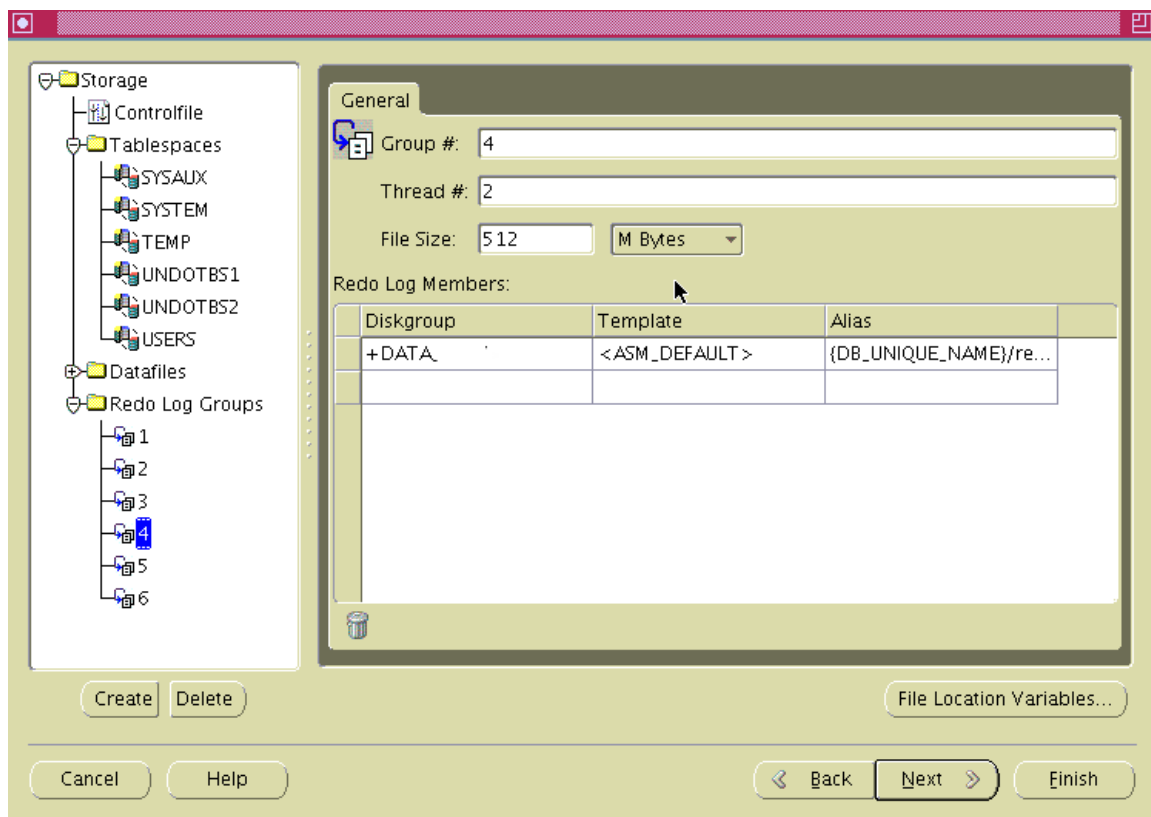 Storage
Controlfile
Tablespaces
SYSAUX
SYSTEM
TEMP
UNDOTBS1
UNDOTBS2
USERS
Datafiles
Redo Log Groups
1
2
3
4
5
6
Create Delete
General
Group #: 4
Thread #: 2
File Size: 512 M Bytes
Redo Log Members:
Diskgroup Template Alias
+DATA_ <ASM_DEFAULT> {DB_UNIQUE_NAME}/re...
File Location Variables...
Cancel Help Back Next Finish